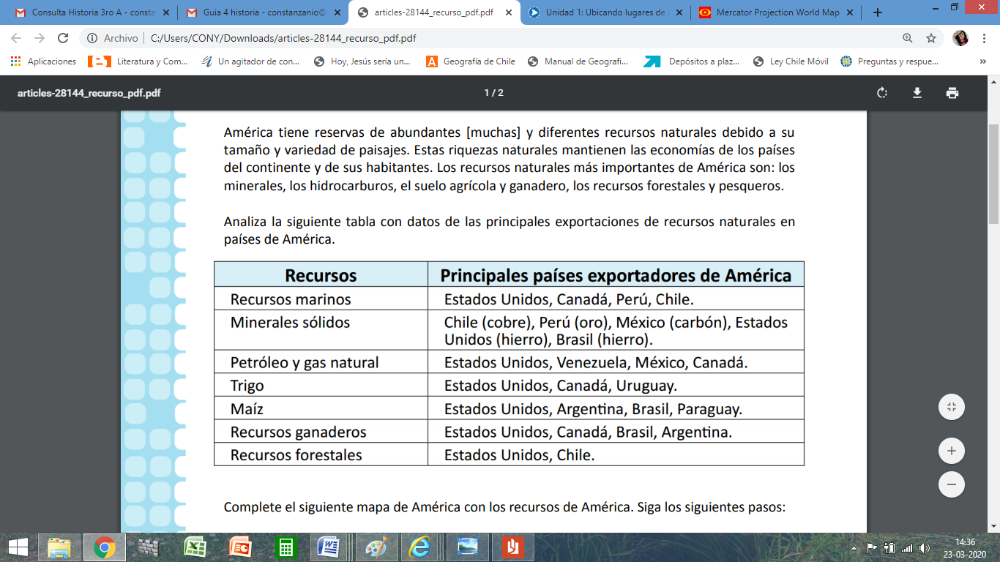 Consulta Historia 3ro A - consta
Guia 4 historia - constanzanio@
articles-28144_recurso_pdf.pdf
Unidad 1: Ubicando lugares de
Mercator Projection World Map
Archivo
C:/Users/CONY/Downloads/articles-28144_recurso_pdf.pdf
Aplicaciones
Literatura y Com...
Un agitador de con...
Hoy, Jesús sería un...
Geografía de Chile
Manual de Geografi...
Depósitos a plaz...
Ley Chile Móvil
Preguntas y respue...
articles-28144_recurso_pdf.pdf
1 / 2
América tiene reservas de abundantes [muchas] y diferentes recursos naturales debido a su
tamaño y variedad de paisajes. Estas riquezas naturales mantienen las economías de los países
del continente y de sus habitantes. Los recursos naturales más importantes de América son: los
minerales, los hidrocarburos, el suelo agrícola y ganadero, los recursos forestales y pesqueros.
Analiza la siguiente tabla con datos de las principales exportaciones de recursos naturales en
países de América.
Recursos
Principales países exportadores de América
Recursos marinos
Estados Unidos, Canadá, Perú, Chile.
Minerales sólidos
Chile (cobre), Perú (oro), México (carbón), Estados
Unidos (hierro), Brasil (hierro).
Petróleo y gas natural
Estados Unidos, Venezuela, México, Canadá.
Trigo
Estados Unidos, Canadá, Uruguay.
Maíz
Estados Unidos, Argentina, Brasil, Paraguay.
Recursos ganaderos
Estados Unidos, Canadá, Brasil, Argentina.
Recursos forestales
Estados Unidos, Chile.
Complete el siguiente mapa de América con los recursos de América. Siga los siguientes pasos:
14:36
23-03-2020